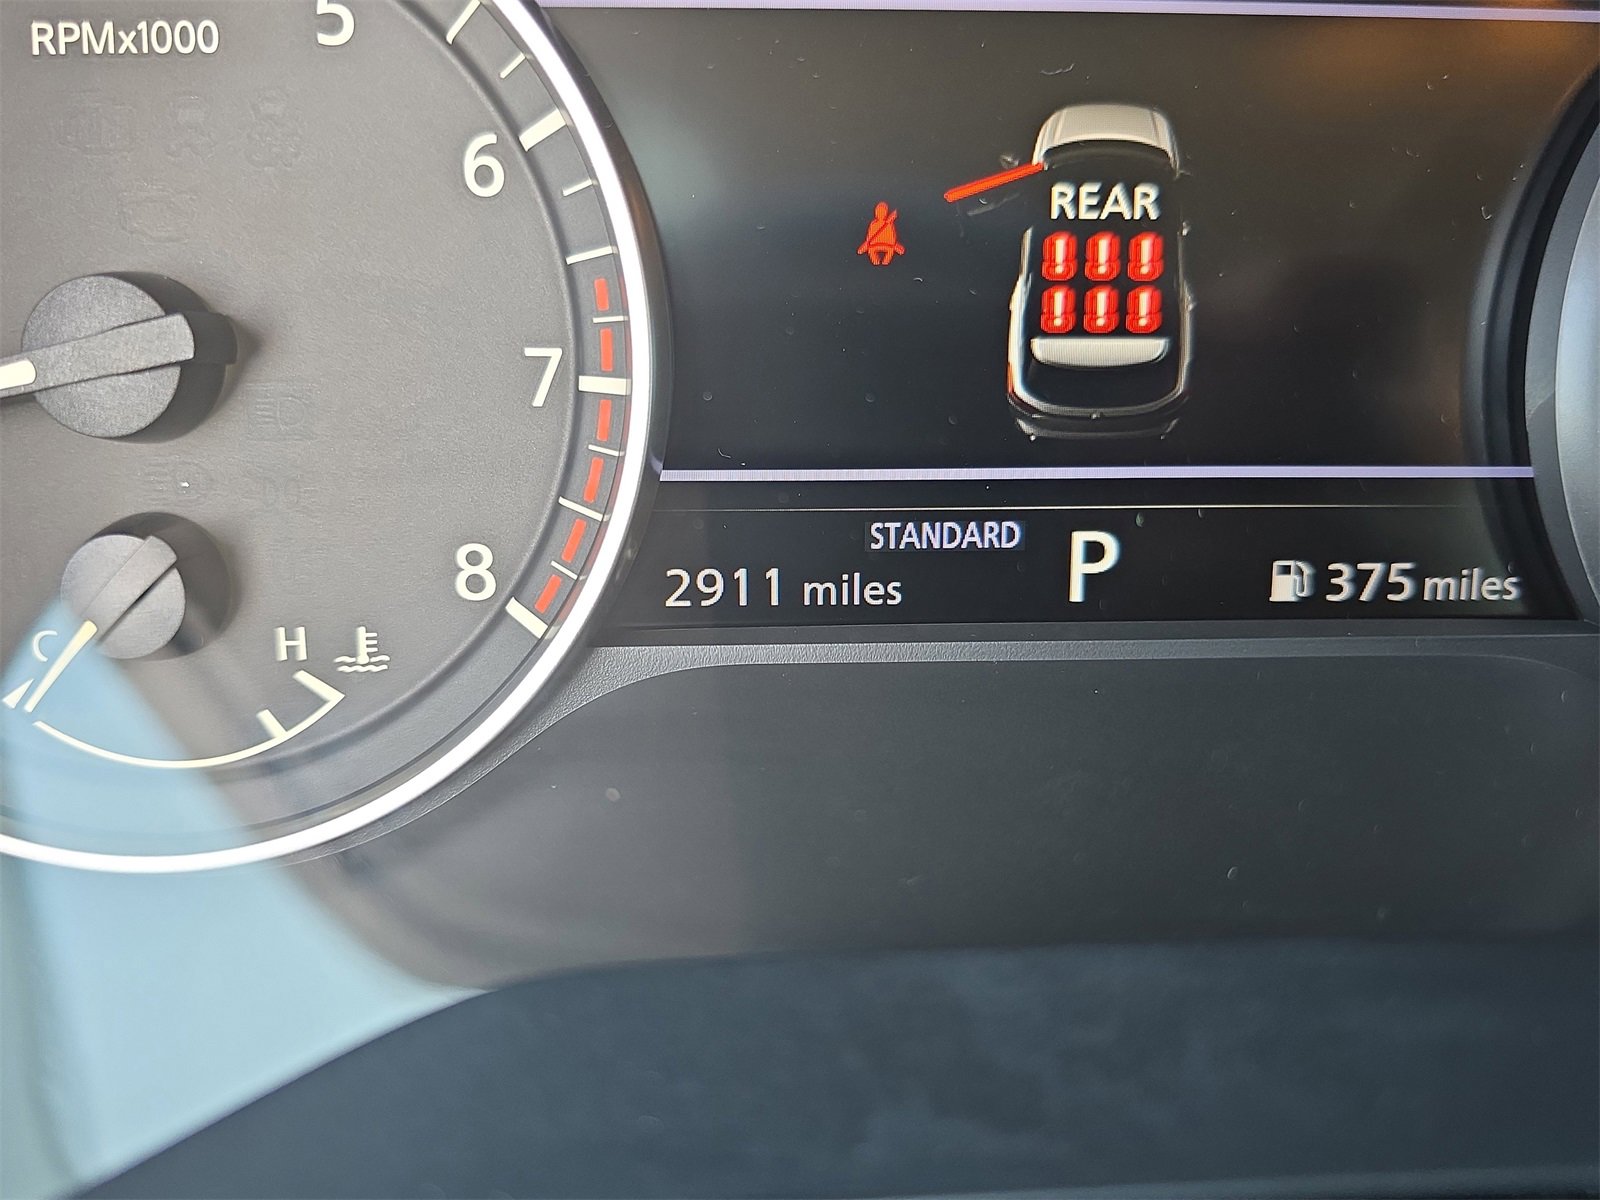 RPMx1000
5
6
7
8
C
H
REAR
STANDARD
2911 miles
P
375 miles